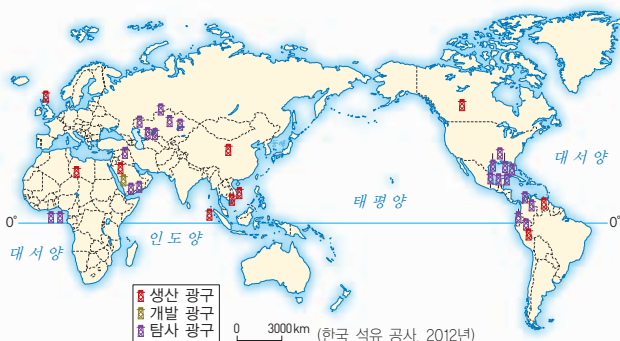 대서양
태평양
0°
0°
인도양
대서양
생산 광구
개발 광구
탐사 광구
0 3000km
(한국 석유 공사, 2012년)